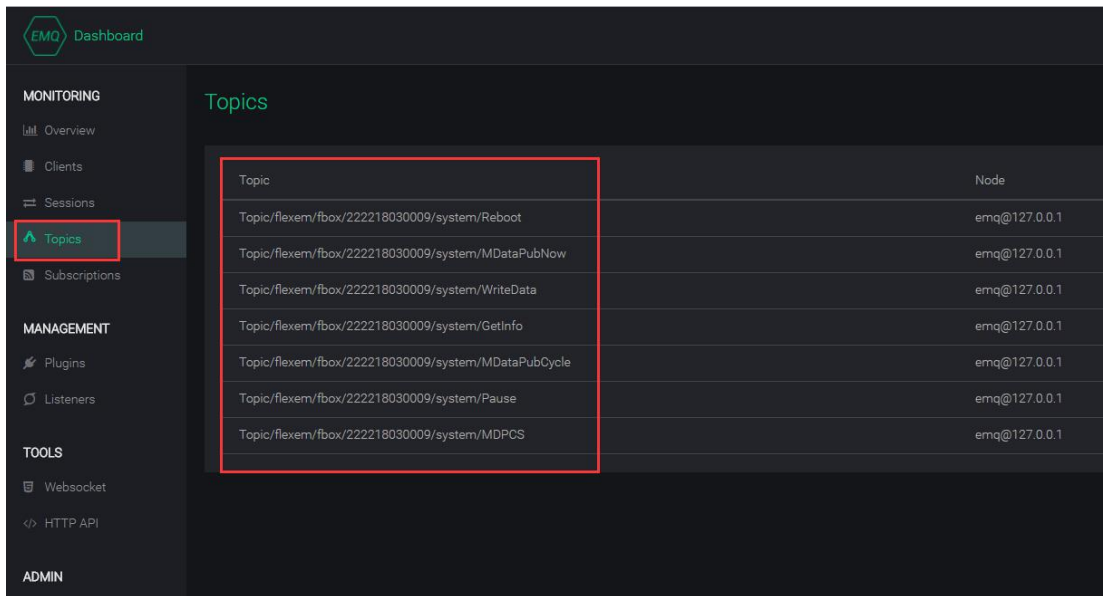 EMQ Dashboard
MONITORING
Overview
Clients
Sessions
Topics
Subscriptions
MANAGEMENT
Plugins
Listeners
TOOLS
Websocket
HTTP API
ADMIN
Topics
Topic Node
Topic/flexem/fbox/222218030009/system/Reboot emq@127.0.0.1
Topic/flexem/fbox/222218030009/system/MDataPubNow emq@127.0.0.1
Topic/flexem/fbox/222218030009/system/WriteData emq@127.0.0.1
Topic/flexem/fbox/222218030009/system/GetInfo emq@127.0.0.1
Topic/flexem/fbox/222218030009/system/MDataPubCycle emq@127.0.0.1
Topic/flexem/fbox/222218030009/system/Pause emq@127.0.0.1
Topic/flexem/fbox/222218030009/system/MDPCS emq@127.0.0.1